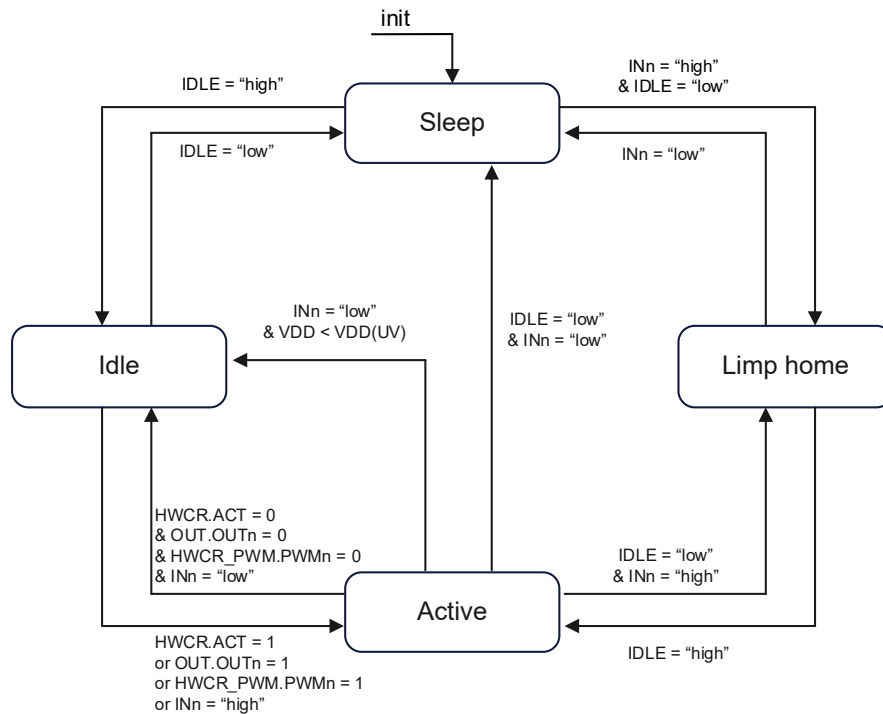 init
IDLE = “high”
INn = “high”
& IDLE = “low”
Sleep
IDLE = “low”
INn = “low”
INn = “low”
& VDD < VDD(UV)
IDLE = “low”
& INn = “low”
Idle
Limp home
HWCR.ACT = 0
& OUT.OUTn = 0
& HWCR_PWM.PWMn = 0
& INn = “low”
IDLE = “low”
& INn = “high”
Active
HWCR.ACT = 1
or OUT.OUTn = 1
or HWCR_PWM.PWMn = 1
or INn = “high”
IDLE = “high”